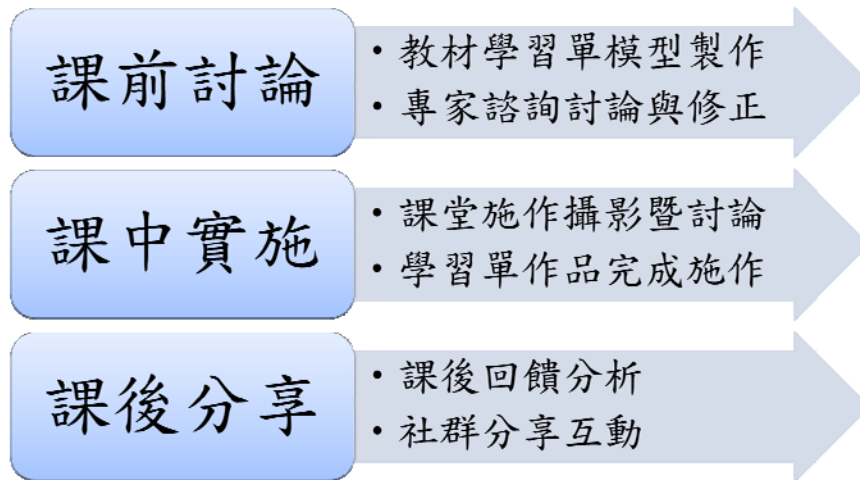 課前討論
• 教材學習單模型製作
• 專家諮詢討論與修正
課中實施
• 課堂施作攝影暨討論
• 學習單作品完成施作
課後分享
• 課後回饋分析
• 社群分享互動